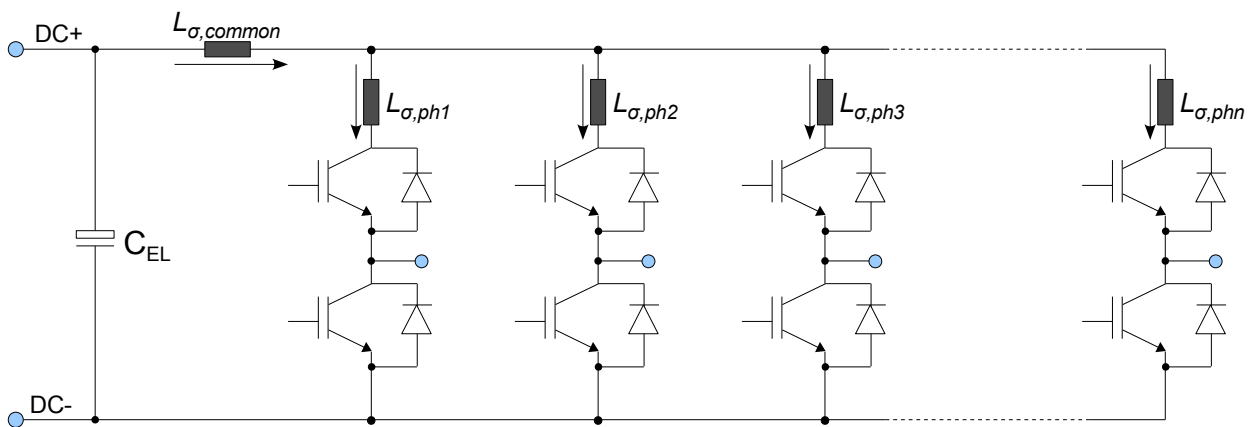 DC+
Lσ,common
Lσ,ph1
Lσ,ph2
Lσ,ph3
Lσ,phn
CEL
DC-